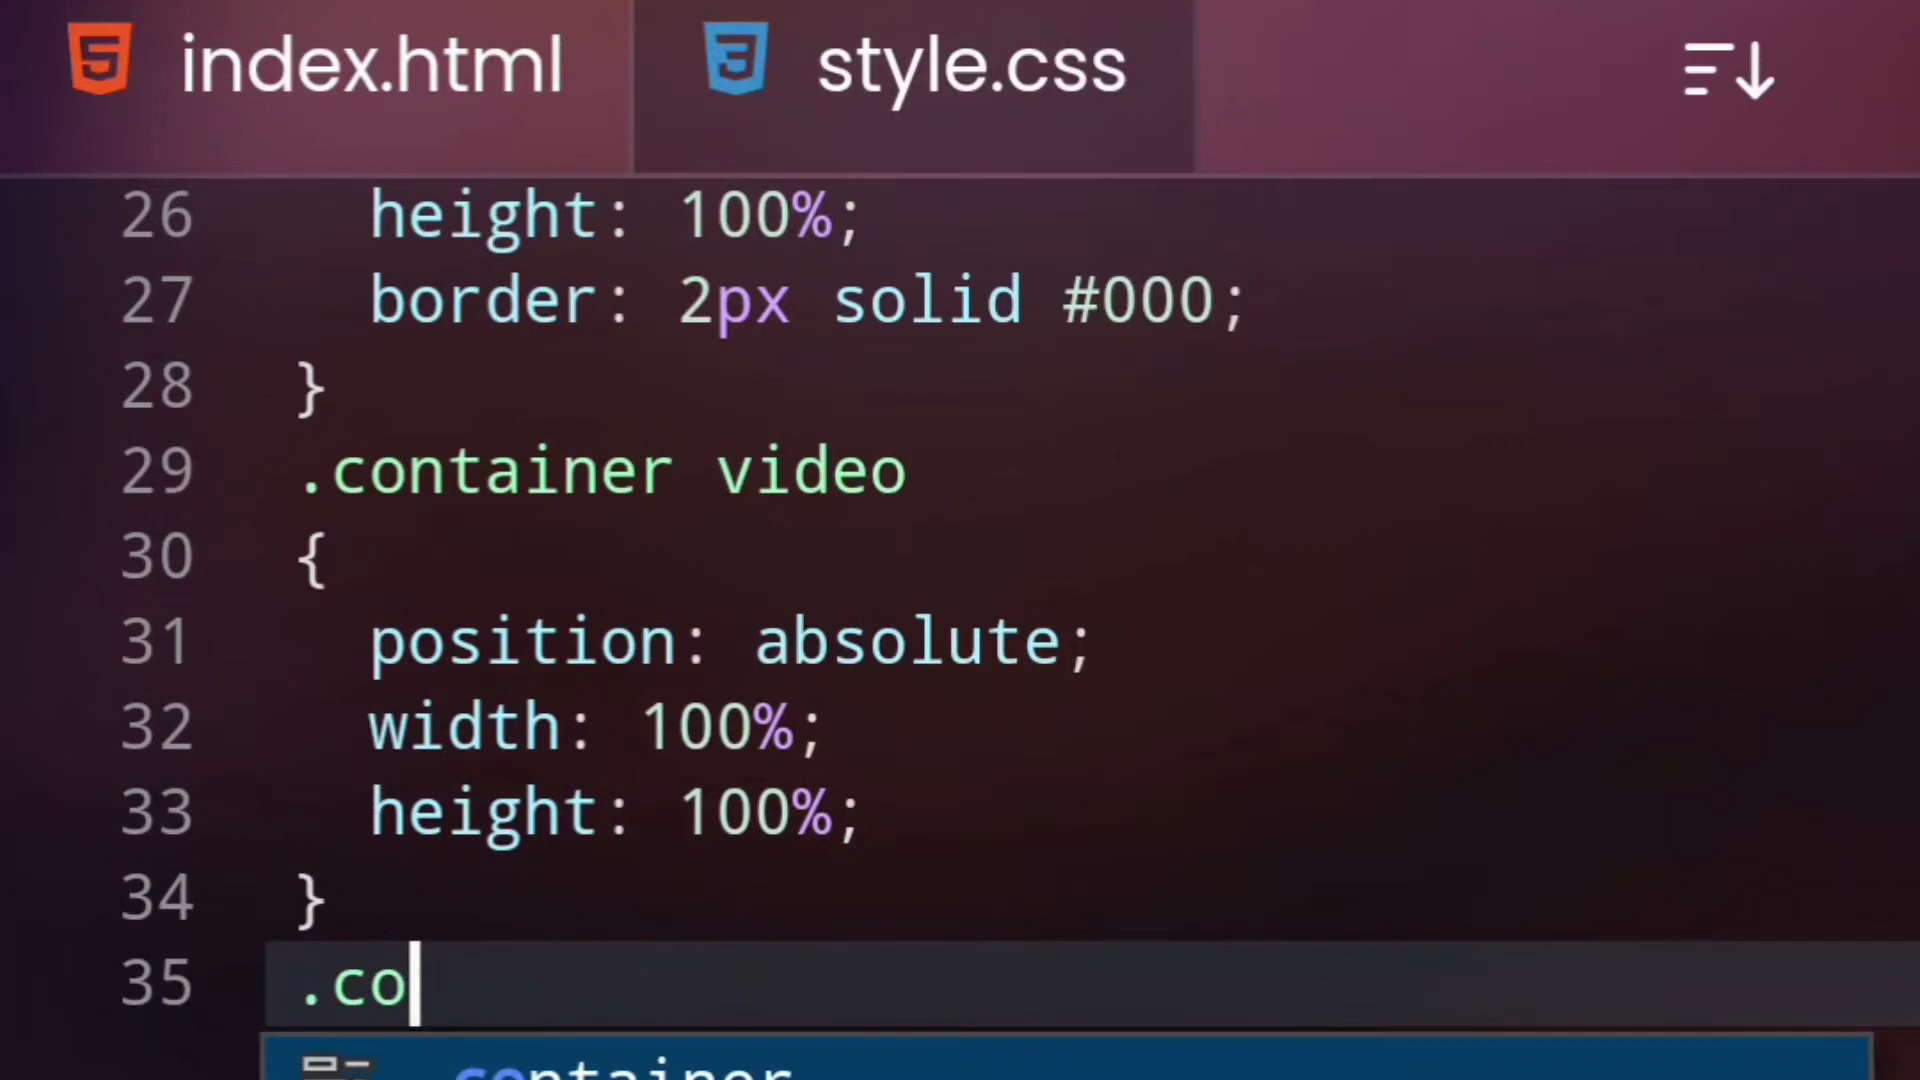 index.html style.css
26 height: 100%;
27 border: 2px solid #000;
28 }
29 .container video
30 {
31 position: absolute;
32 width: 100%;
33 height: 100%;
34 }
35 .co
container